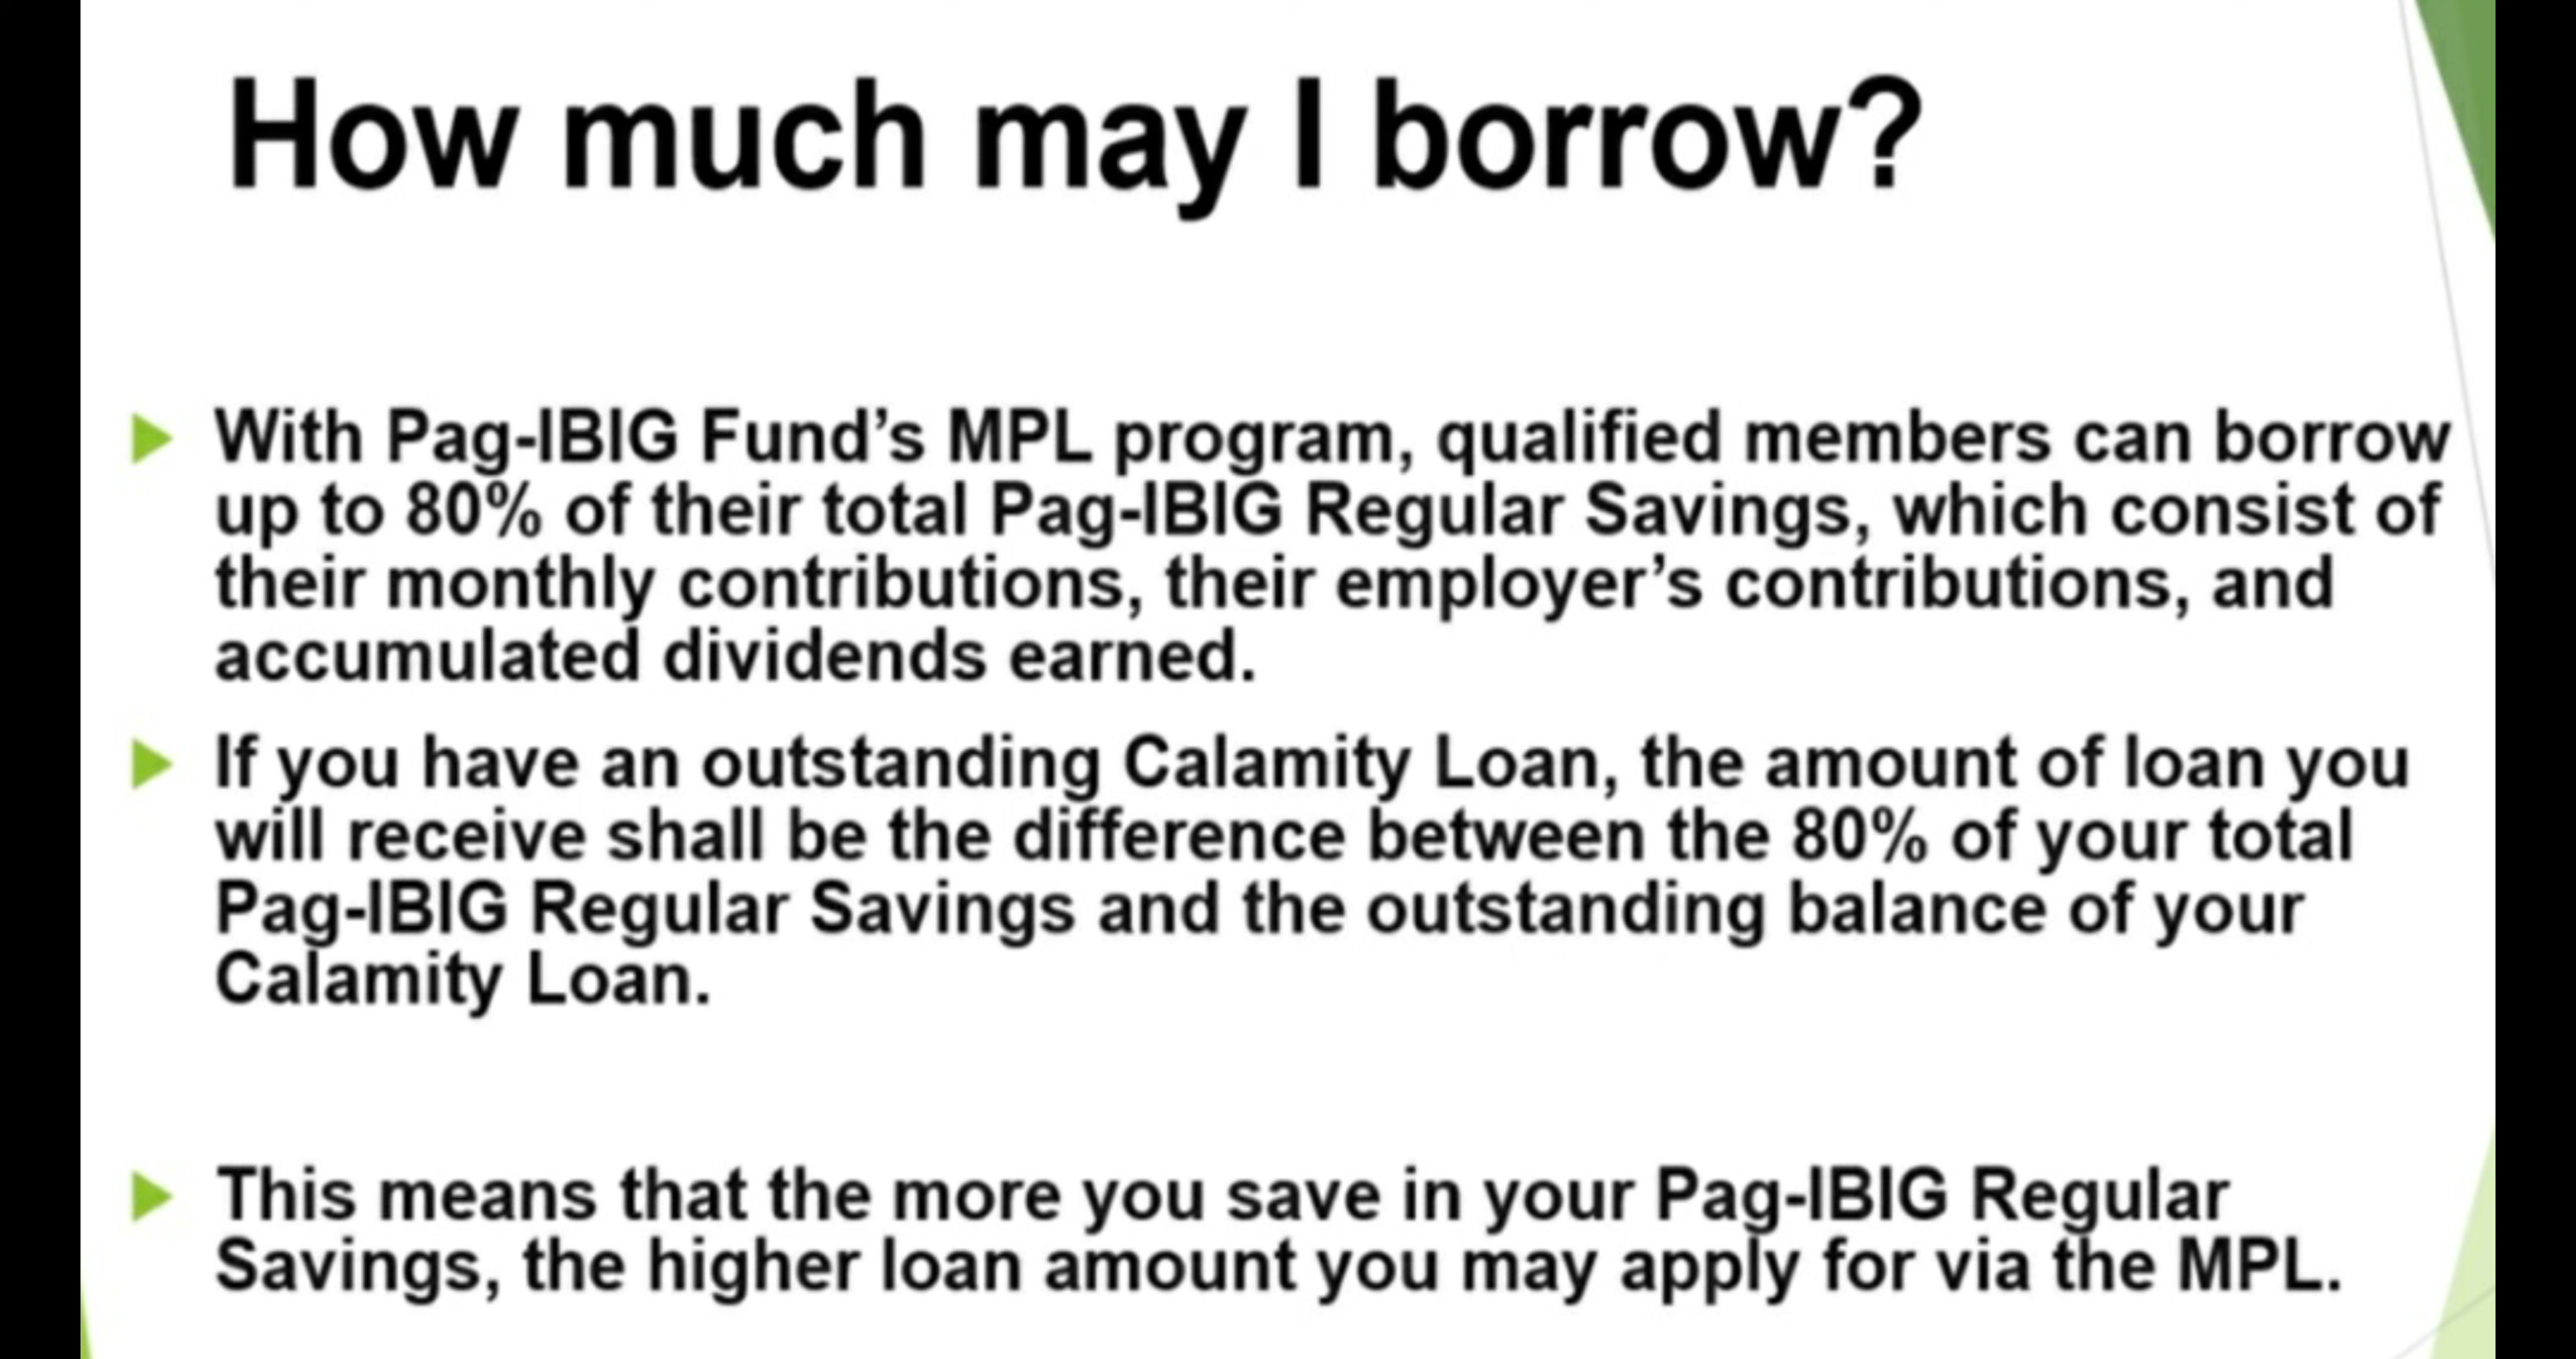 How much may I borrow?
With Pag-IBIG Fund’s MPL program, qualified members can borrow
up to 80% of their total Pag-IBIG Regular Savings, which consist of
their monthly contributions, their employer’s contributions, and
accumulated dividends earned.
If you have an outstanding Calamity Loan, the amount of loan you
will receive shall be the difference between the 80% of your total
Pag-IBIG Regular Savings and the outstanding balance of your
Calamity Loan.
This means that the more you save in your Pag-IBIG Regular
Savings, the higher loan amount you may apply for via the MPL.